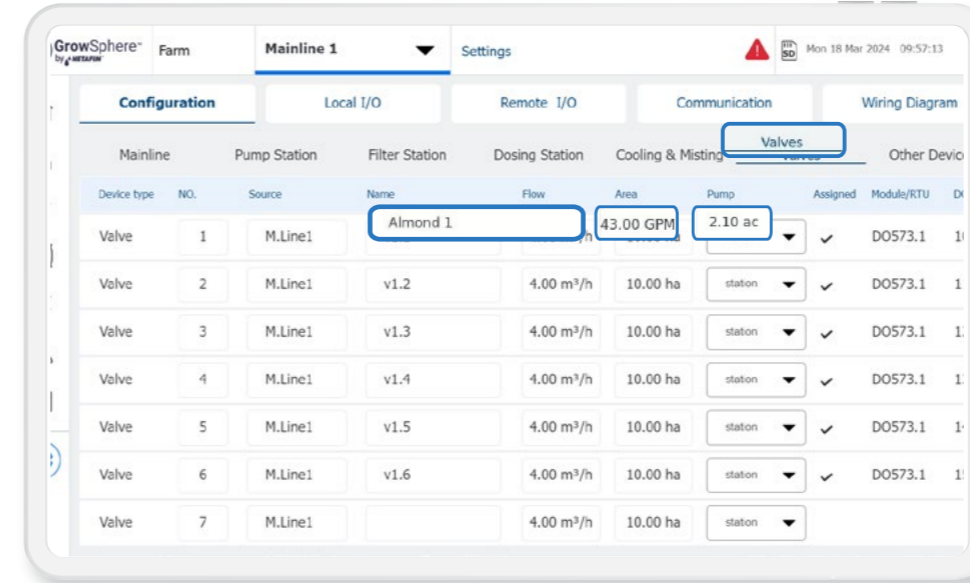 GrowSphere™ Farm Mainline 1 Settings SD Mon 18 Mar 2024 09:57:13
by NETAFIM
Configuration Local I/O Remote I/O Communication Wiring Diagram
Mainline Pump Station Filter Station Dosing Station Cooling & Misting Valves Other Devic
Device type NO. Source Name Flow Area Pump Assigned Module/RTU
Valve 1 M.Line1 Almond 1 43.00 GPM 2.10 ac DO573.1
Valve 2 M.Line1 v1.2 4.00 m³/h 10.00 ha station DO573.1
Valve 3 M.Line1 v1.3 4.00 m³/h 10.00 ha staton DO573.1
Valve 4 M.Line1 v1.4 4.00 m³/h 10.00 ha station DO573.1
Valve 5 M.Line1 v1.5 4.00 m³/h 10.00 ha staton DO573.1
Valve 6 M.Line1 v1.6 4.00 m³/h 10.00 ha station DO573.1
Valve 7 M.Line1 4.00 m³/h 10.00 ha staton